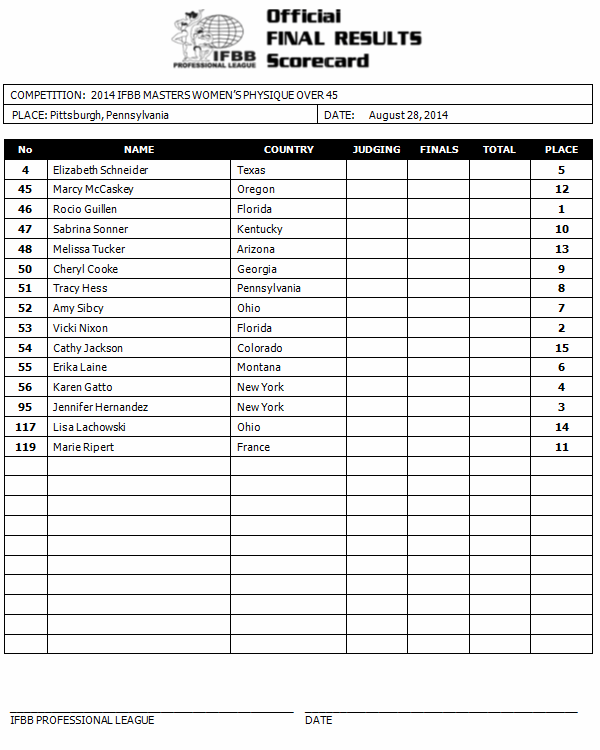 Official
FINAL RESULTS
Scorecard
IFBB
PROFESSIONAL LEAGUE
COMPETITION: 2014 IFBB MASTERS WOMEN'S PHYSIQUE OVER 45
PLACE: Pittsburgh, Pennsylvania DATE: August 28, 2014
No NAME COUNTRY JUDGING FINALS TOTAL PLACE
4 Elizabeth Schneider Texas 5
45 Marcy McCaskey Oregon 12
46 Rocio Guillen Florida 1
47 Sabrina Sonner Kentucky 10
48 Melissa Tucker Arizona 13
50 Cheryl Cooke Georgia 9
51 Tracy Hess Pennsylvania 8
52 Amy Sibcy Ohio 7
53 Vicki Nixon Florida 2
54 Cathy Jackson Colorado 15
55 Erika Laine Montana 6
56 Karen Gatto New York 4
95 Jennifer Hernandez New York 3
117 Lisa Lachowski Ohio 14
119 Marie Ripert France 11
IFBB PROFESSIONAL LEAGUE DATE